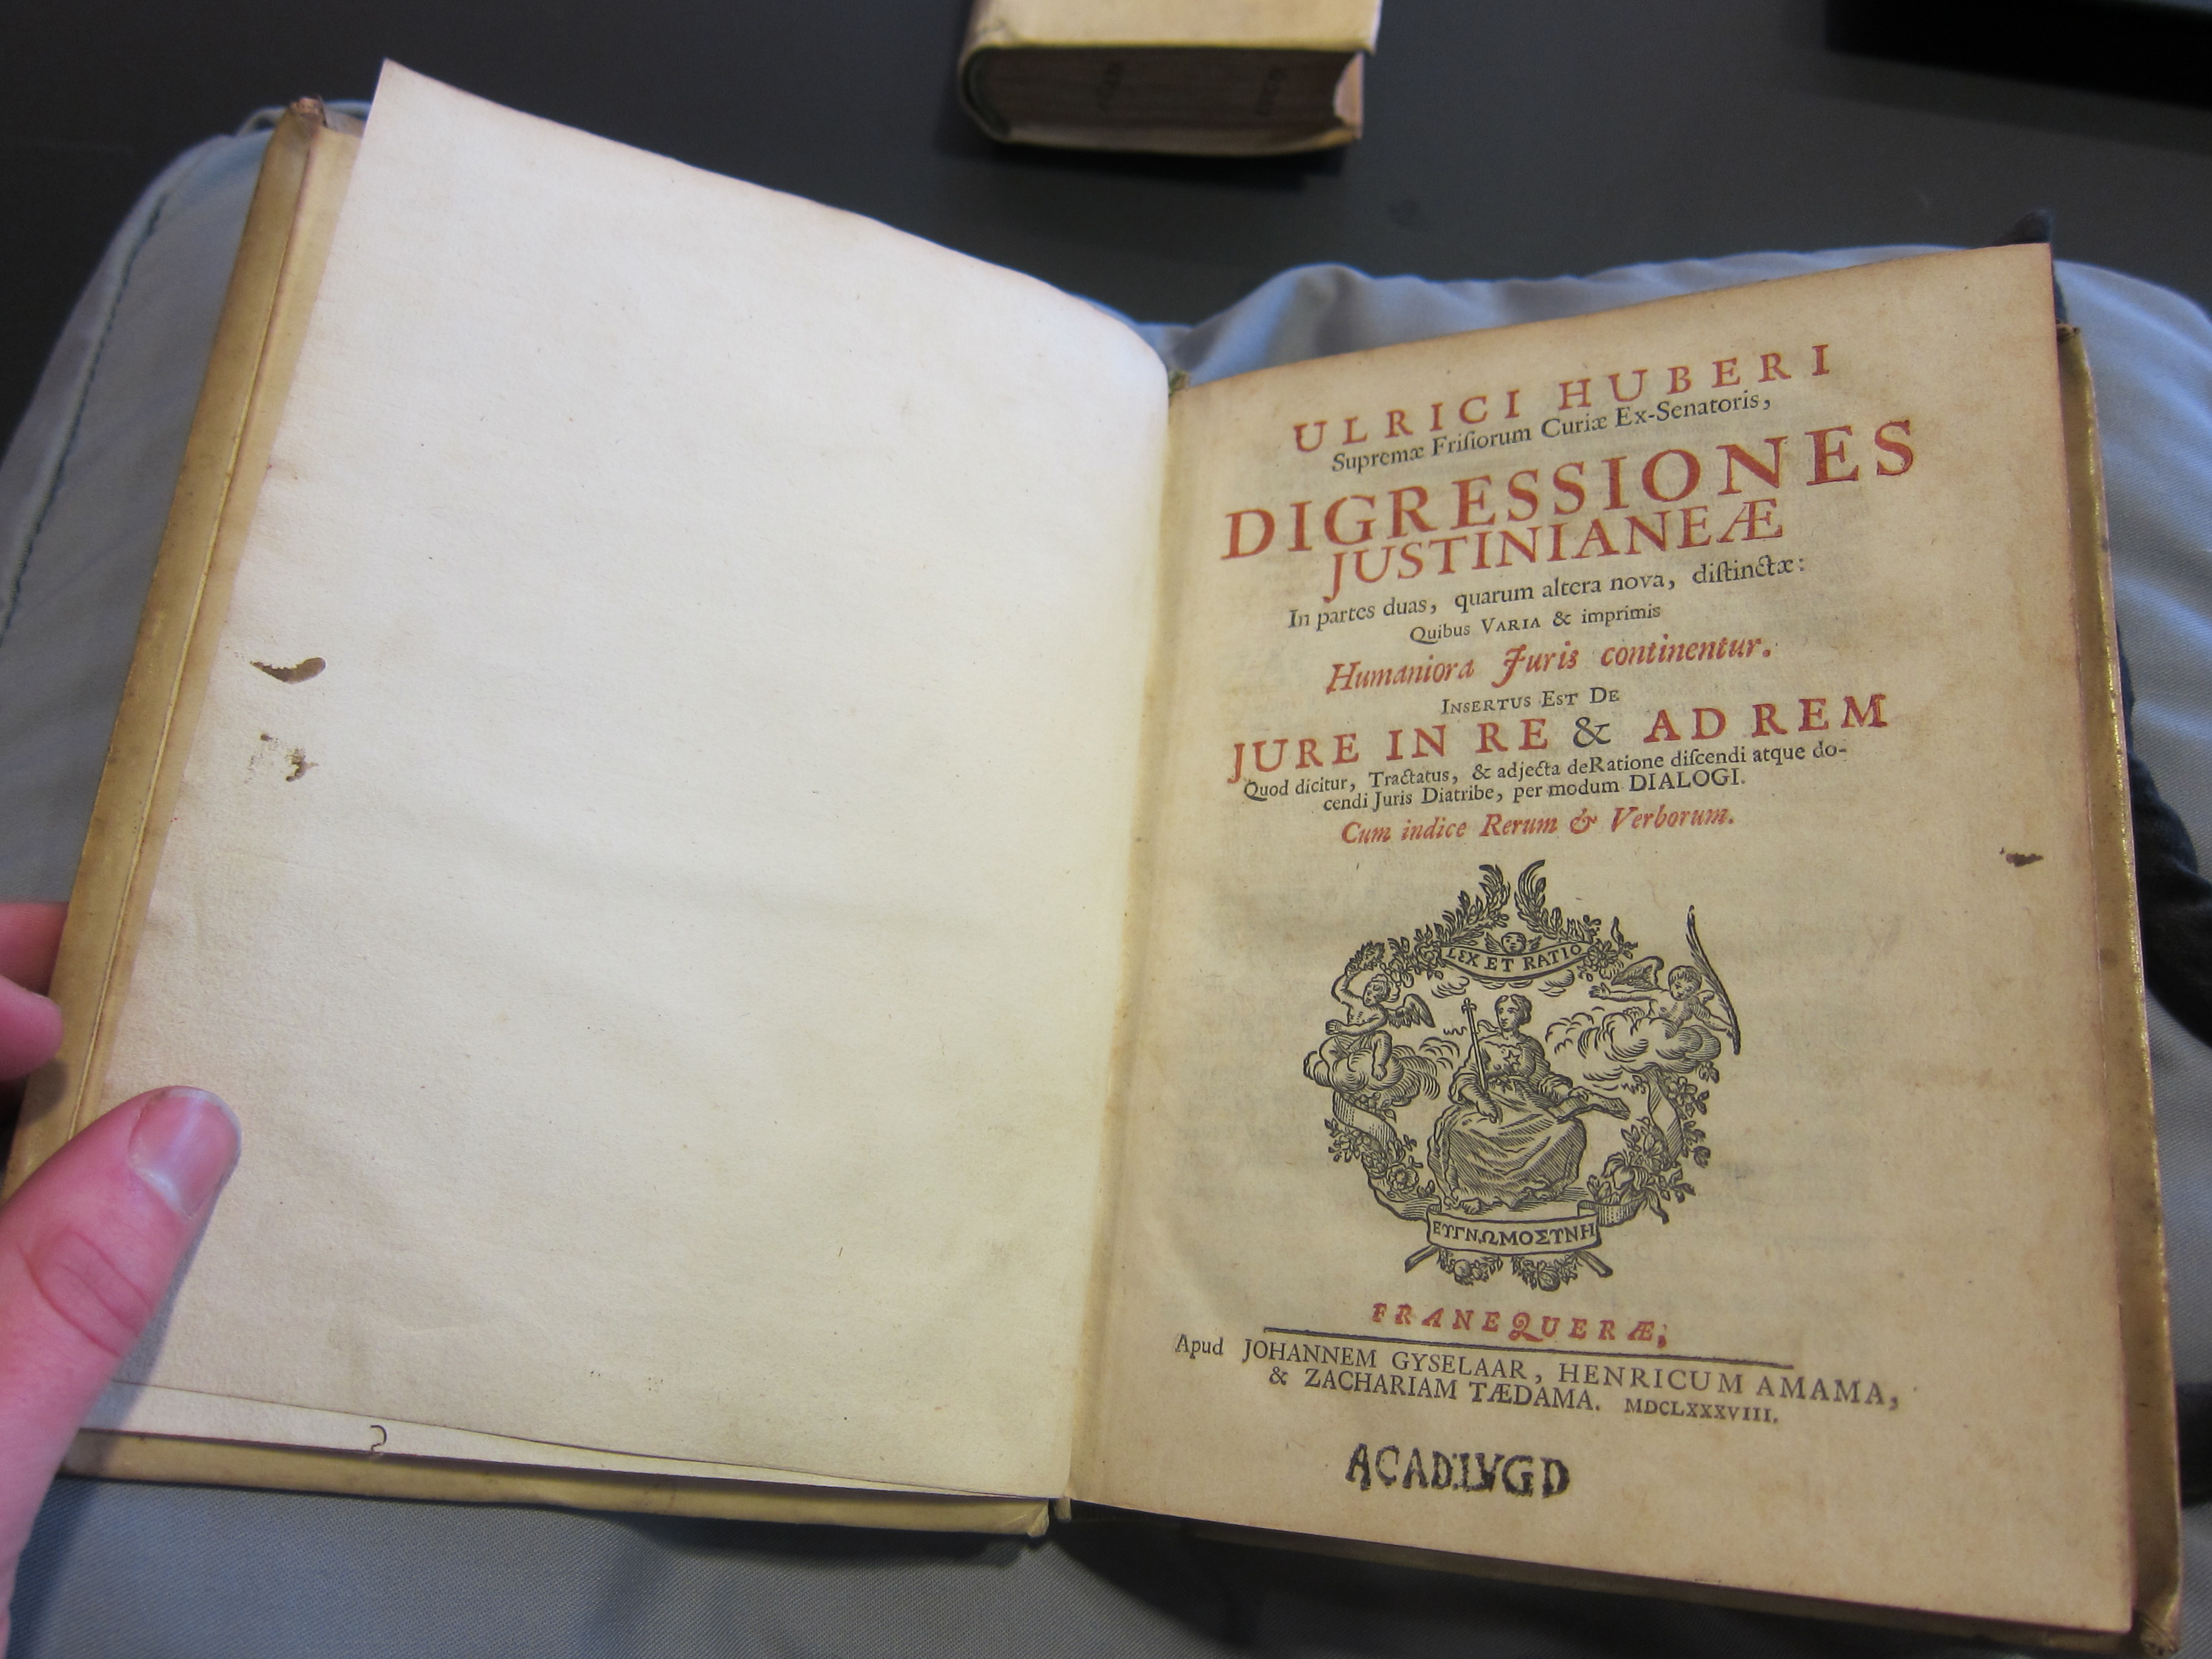 ULRICI HUBERI
Supremæ Friſiorum Curiæ Ex-Senatoris,
DIGRESSIONES
JUSTINIANEÆ
In partes duas, quarum altera nova, diſtinctæ:
Quibus VARIA & imprimis
Humaniora Juris continentur.
INSERTUS EST DE
JURE IN RE & AD REM
Quod dicitur, Tractatus, & adjecta deRatione diſcendi atque do-
cendi Juris Diatribe, per modum DIALOGI.
Cum indice Rerum & Verborum.
LEX ET RATIO
ΕΥΓΝΩΜΟΣΥΝΗ
FRANEQUERÆ,
Apud JOHANNEM GYSELAAR, HENRICUM AMAMA,
& ZACHARIAM TÆDAMA. MDCLXXXVIII.
ACAD.LVGD